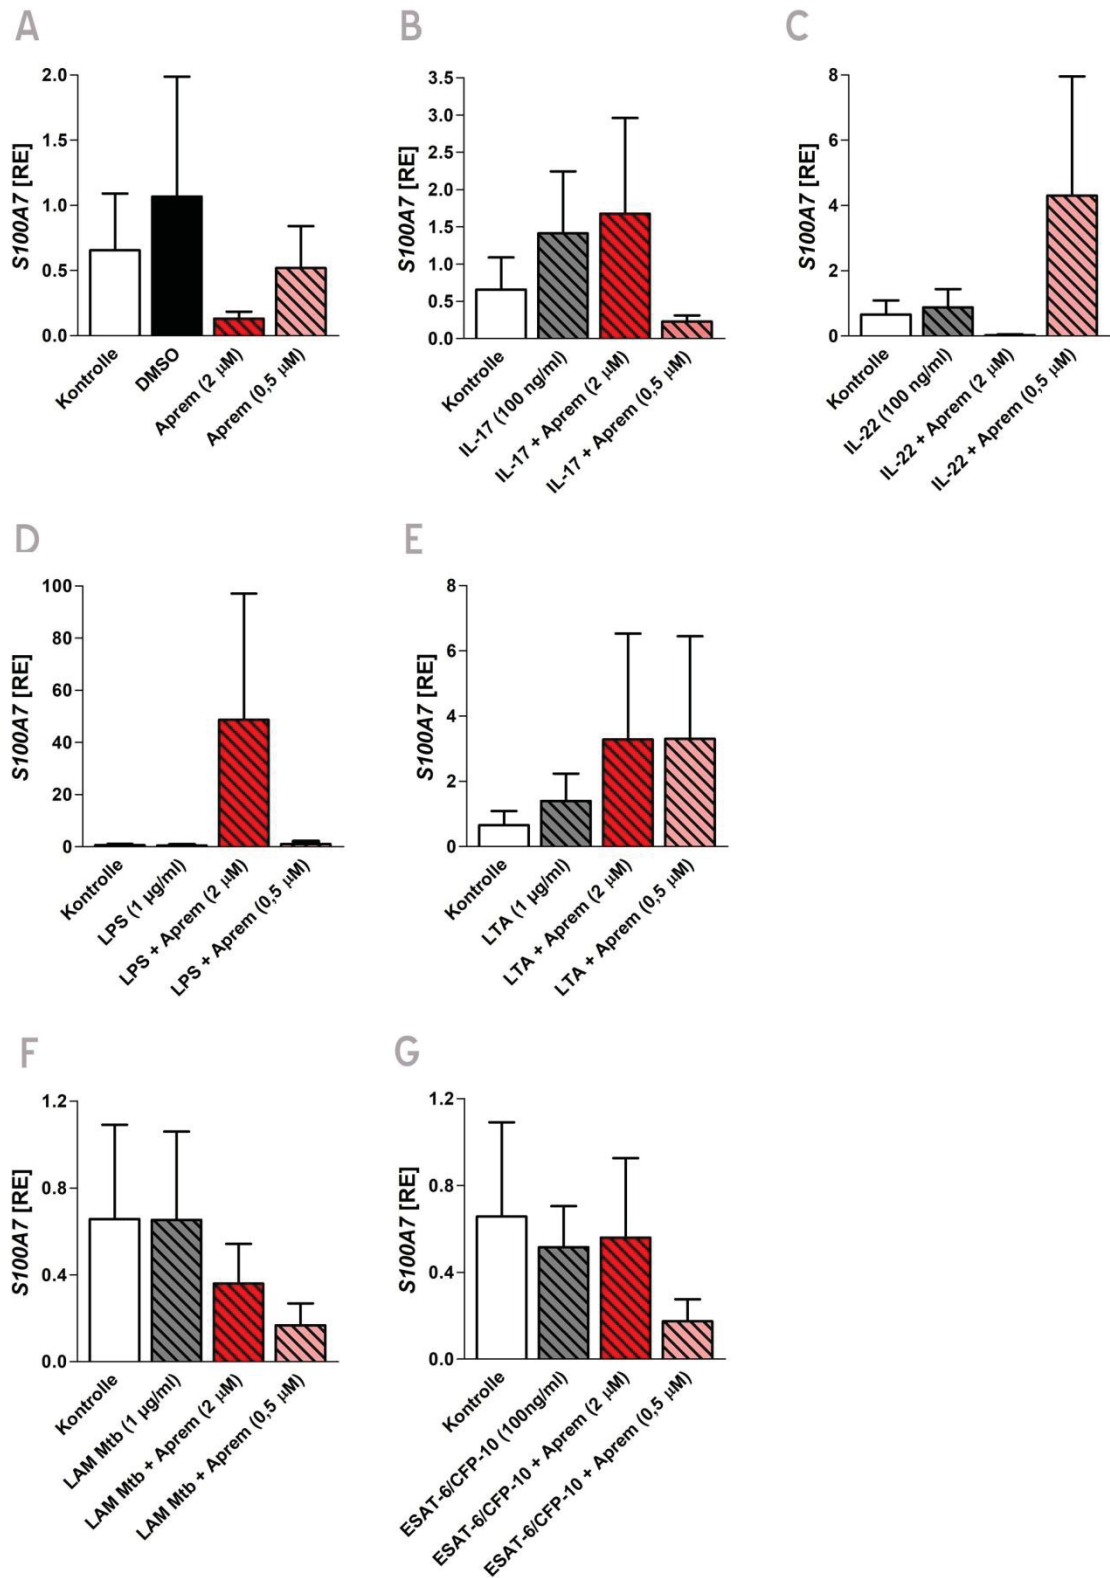 A
S100A7 [RE]
2.0
1.5
1.0
0.5
0.0
Kontrolle
DMSO
Aprem (2 µM)
Aprem (0,5 µM)
B
S100A7 [RE]
3.5
3.0
2.5
2.0
1.5
1.0
0.5
0.0
Kontrolle
IL-17 (100 ng/ml)
IL-17 + Aprem (2 µM)
IL-17 + Aprem (0,5 µM)
C
S100A7 [RE]
8
6
4
2
0
Kontrolle
IL-22 (100 ng/ml)
IL-22 + Aprem (2 µM)
IL-22 + Aprem (0,5 µM)
D
S100A7 [RE]
100
80
60
40
20
0
Kontrolle
LPS (1 µg/ml)
LPS + Aprem (2 µM)
LPS + Aprem (0,5 µM)
E
S100A7 [RE]
8
6
4
2
0
Kontrolle
LTA (1 µg/ml)
LTA + Aprem (2 µM)
LTA + Aprem (0,5 µM)
F
S100A7 [RE]
1.2
0.8
0.4
0.0
Kontrolle
LAM Mtb (1 µg/ml)
LAM Mtb + Aprem (2 µM)
LAM Mtb + Aprem (0,5 µM)
G
S100A7 [RE]
1.2
0.8
0.4
0.0
Kontrolle
ESAT-6/CFP-10 (100ng/ml)
ESAT-6/CFP-10 + Aprem (2 µM)
ESAT-6/CFP-10 + Aprem (0,5 µM)